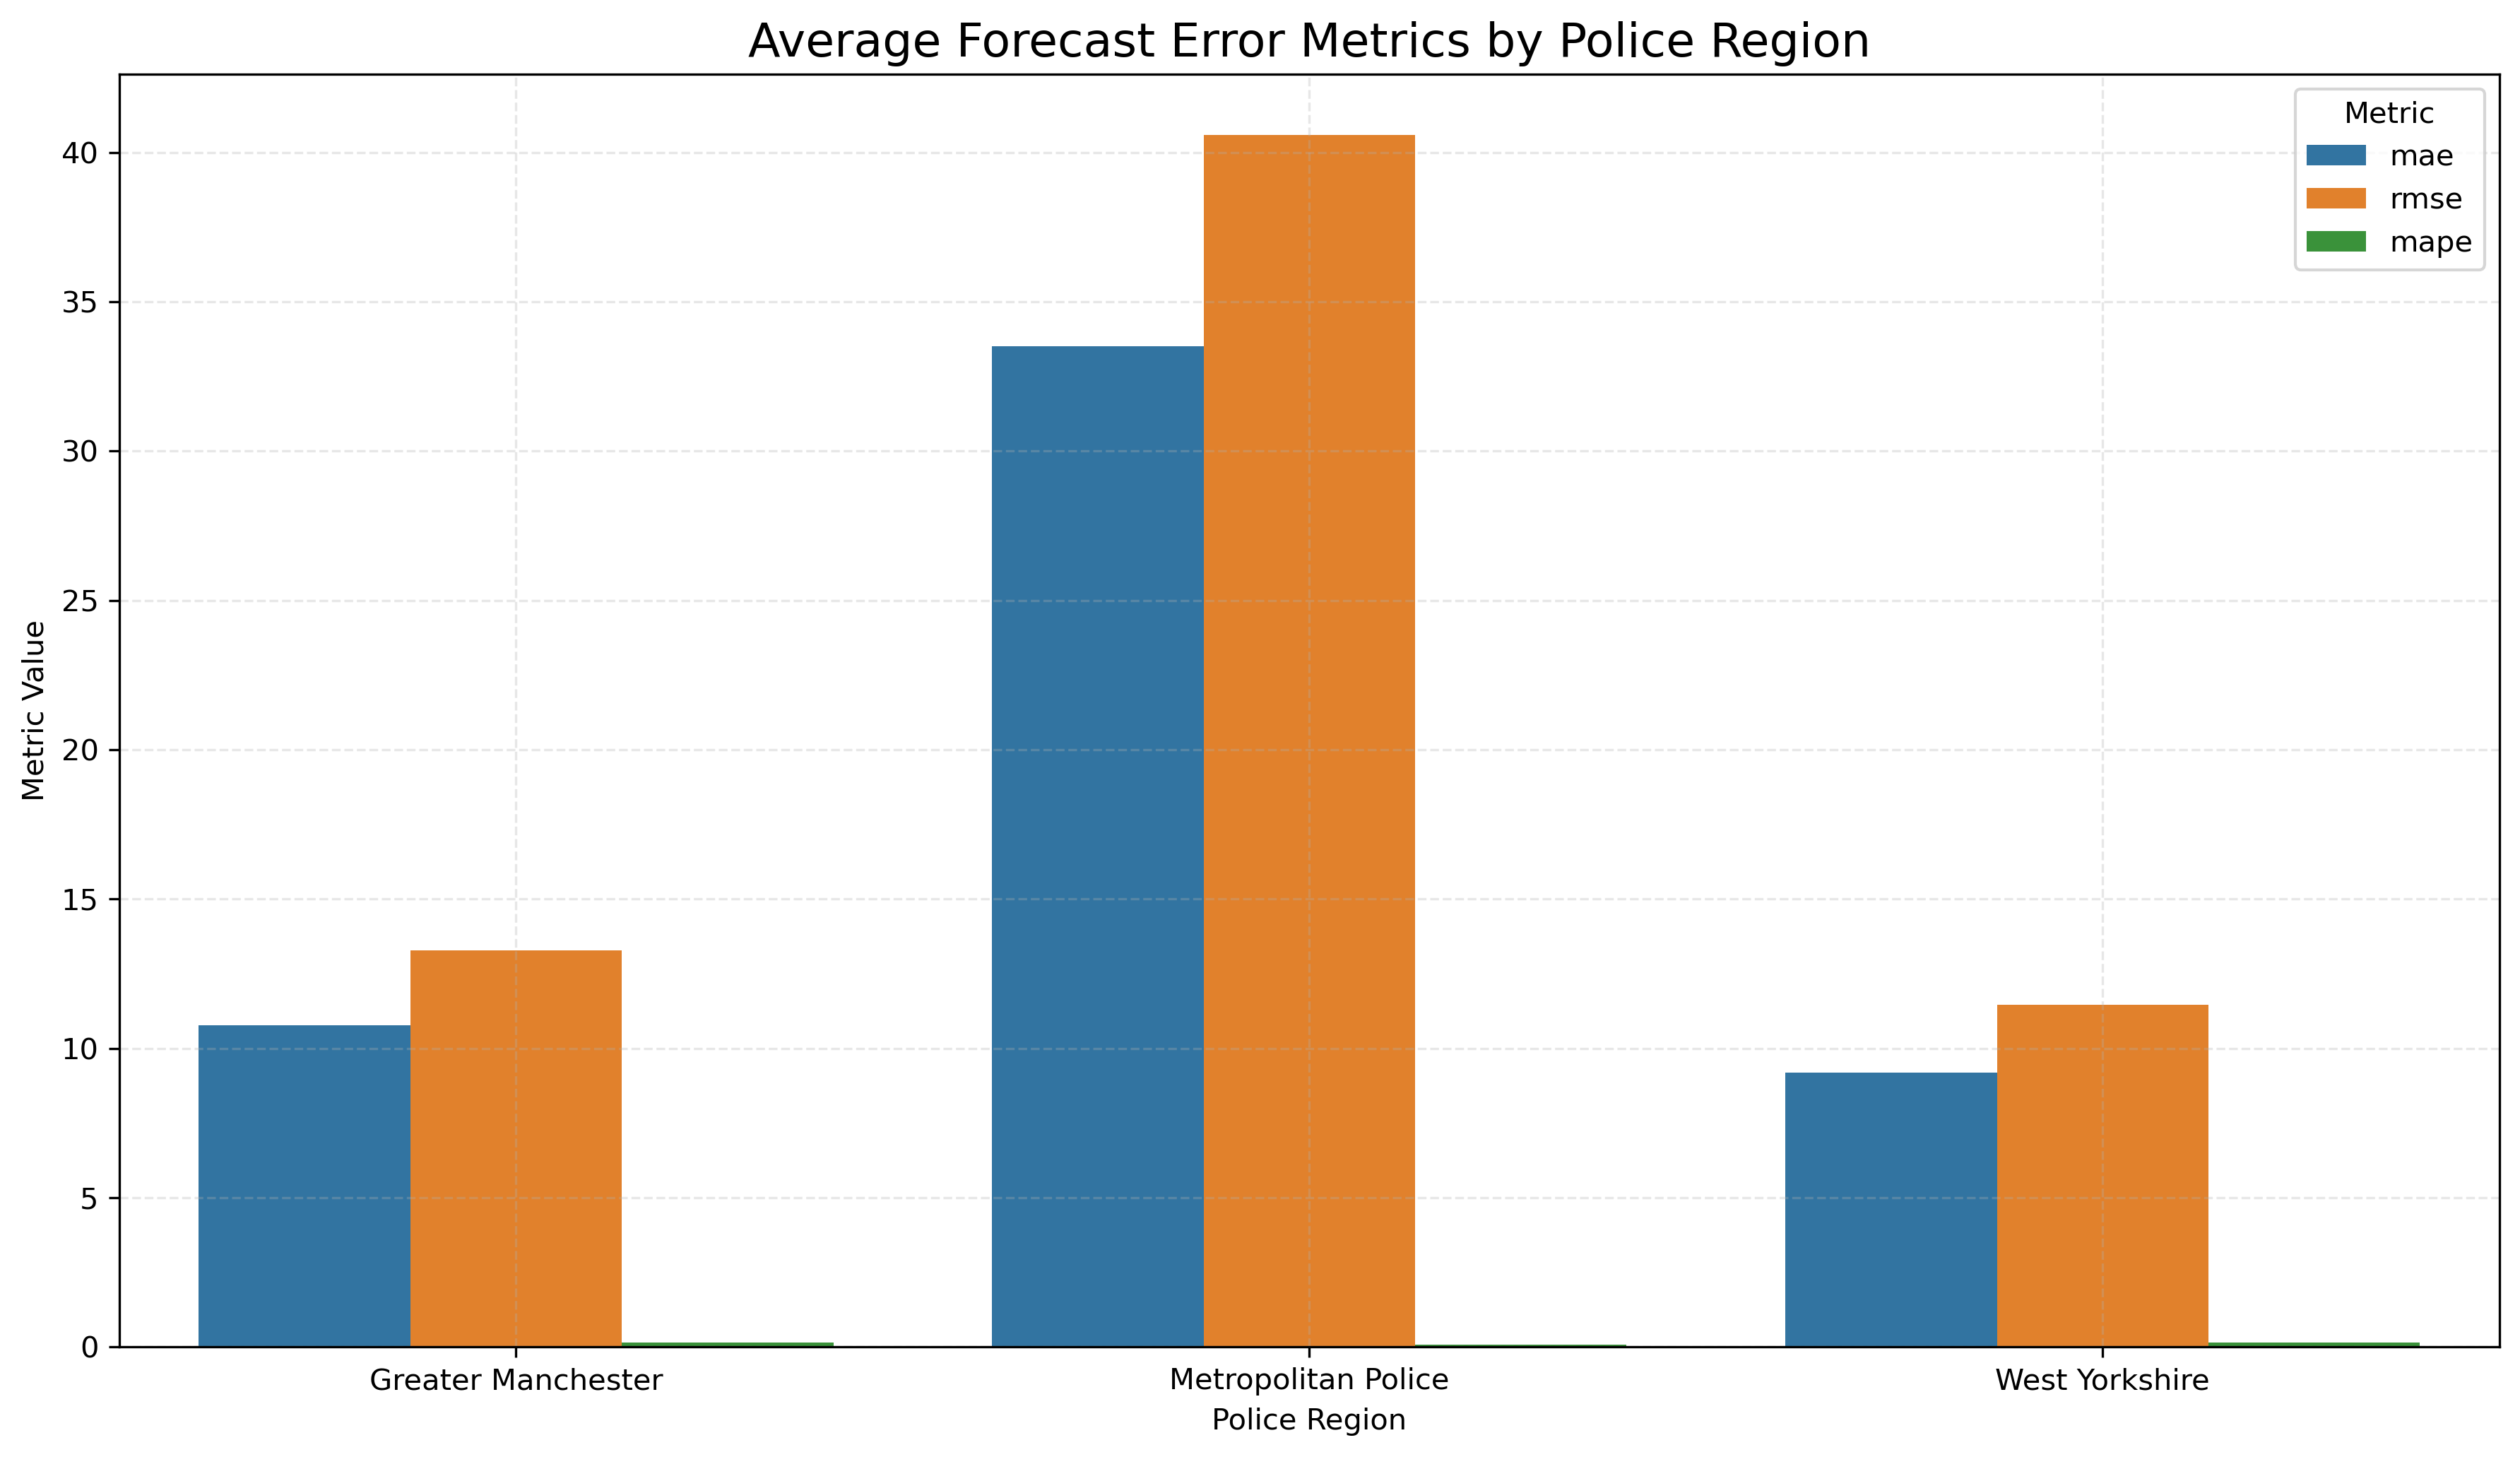 Average Forecast Error Metrics by Police Region
Metric
mae
rmse
mape
Metric Value
40
35
30
25
20
15
10
5
0
Greater Manchester
Metropolitan Police
West Yorkshire
Police Region